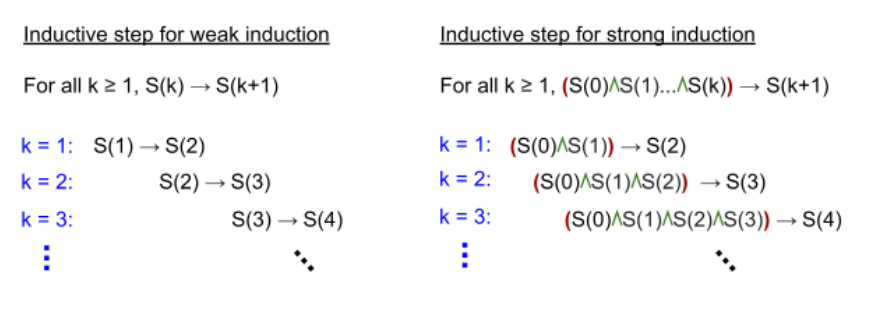 Inductive step for weak induction
For all k ≥ 1, S(k) → S(k+1)
k = 1: S(1) → S(2)
k = 2: S(2) → S(3)
k = 3: S(3) → S(4)
⋮ ⋱
Inductive step for strong induction
For all k ≥ 1, (S(0)∧S(1)...∧S(k)) → S(k+1)
k = 1: (S(0)∧S(1)) → S(2)
k = 2: (S(0)∧S(1)∧S(2)) → S(3)
k = 3: (S(0)∧S(1)∧S(2)∧S(3)) → S(4)
⋮ ⋱